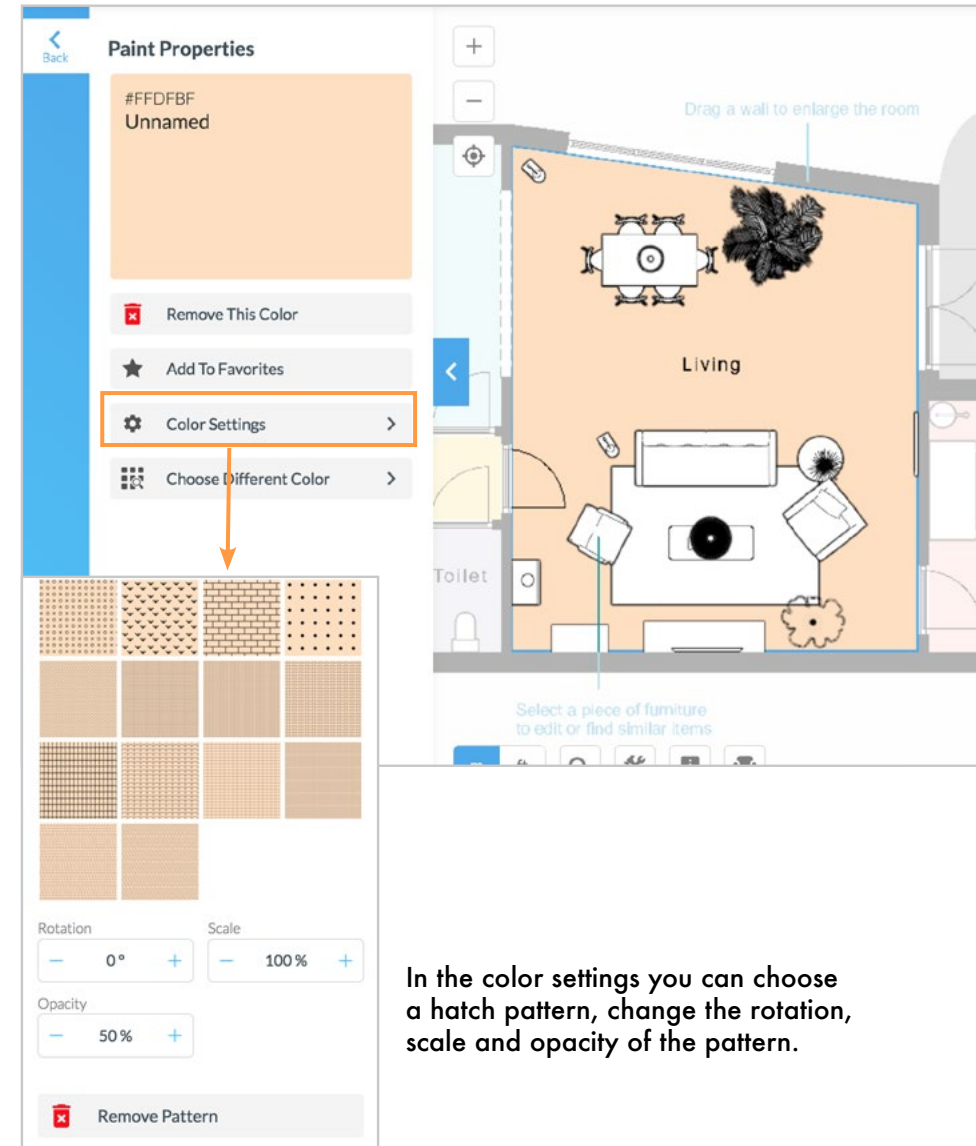 Back
Paint Properties
#FFDFBF
Unnamed
Remove This Color
Add To Favorites
Color Settings
Choose Different Color
Drag a wall to enlarge the room
Living
Toilet
Select a piece of furniture
to edit or find similar items
Rotation
Scale
0 °
100 %
Opacity
50 %
Remove Pattern
In the color settings you can choose
a hatch pattern, change the rotation,
scale and opacity of the pattern.